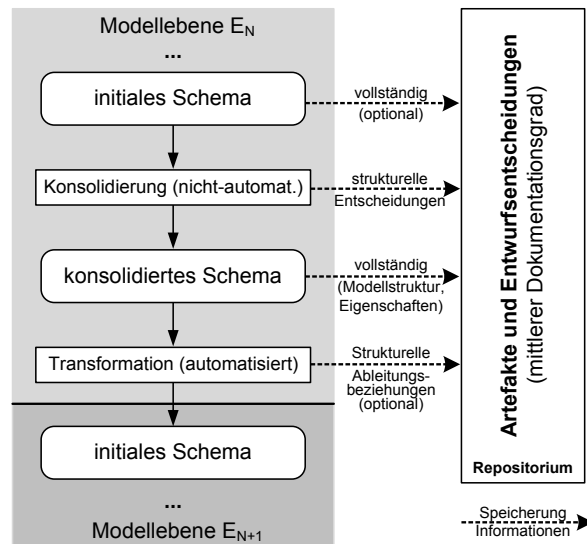 Modellebene E_N
...
initiales Schema
vollständig
(optional)
Konsolidierung (nicht-automat.)
strukturelle
Entscheidungen
konsolidiertes Schema
vollständig
(Modellstruktur,
Eigenschaften)
Transformation (automatisiert)
Strukturelle
Ableitungs-
beziehungen
(optional)
initiales Schema
...
Modellebene E_N+1
Artefakte und Entwurfsentscheidungen
(mittlerer Dokumentationsgrad)
Repositorium
Speicherung
Informationen